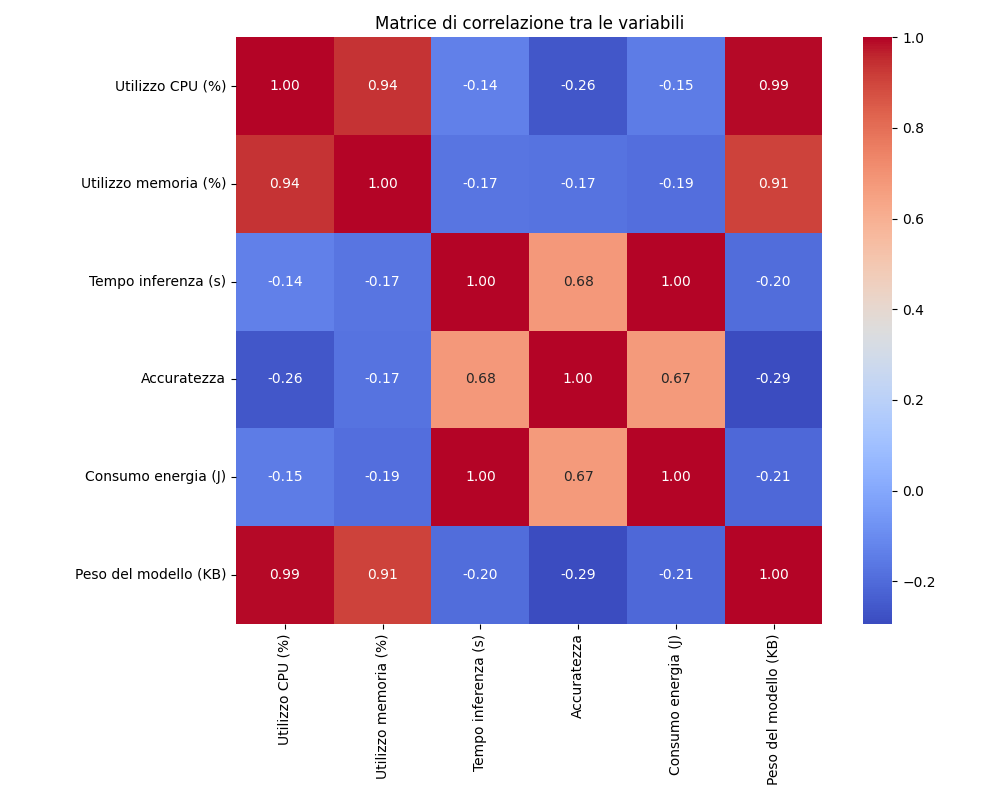 Matrice di correlazione tra le variabili
Utilizzo CPU (%) 1.00 0.94 -0.14 -0.26 -0.15 0.99
Utilizzo memoria (%) 0.94 1.00 -0.17 -0.17 -0.19 0.91
Tempo inferenza (s) -0.14 -0.17 1.00 0.68 1.00 -0.20
Accuratezza -0.26 -0.17 0.68 1.00 0.67 -0.29
Consumo energia (J) -0.15 -0.19 1.00 0.67 1.00 -0.21
Peso del modello (KB) 0.99 0.91 -0.20 -0.29 -0.21 1.00
Utilizzo CPU (%)
Utilizzo memoria (%)
Tempo inferenza (s)
Accuratezza
Consumo energia (J)
Peso del modello (KB)
1.0
0.8
0.6
0.4
0.2
0.0
−0.2